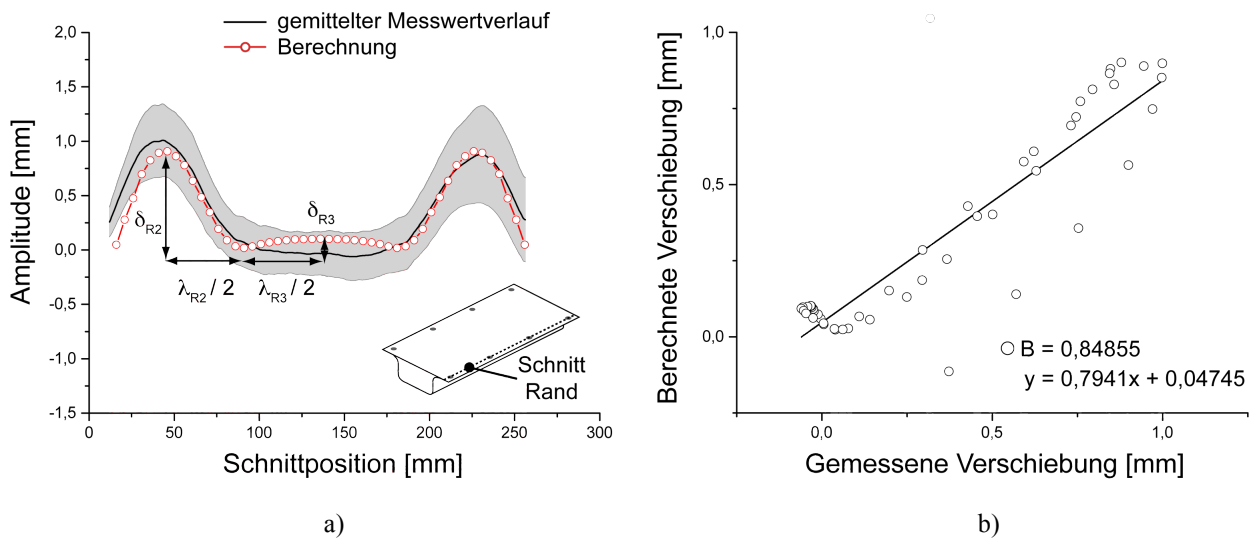 gemittelter Messwertverlauf
Berechnung
Amplitude [mm]
2,0
1,5
1,0
0,5
0,0
-0,5
-1,0
-1,5
δR2
δR3
λR2 / 2
λR3 / 2
Schnitt
Rand
0
50
100
150
200
250
300
Schnittposition [mm]
a)
Berechnete Verschiebung [mm]
1,0
0,5
0,0
B = 0,84855
y = 0,7941x + 0,04745
0,0
0,5
1,0
Gemessene Verschiebung [mm]
b)